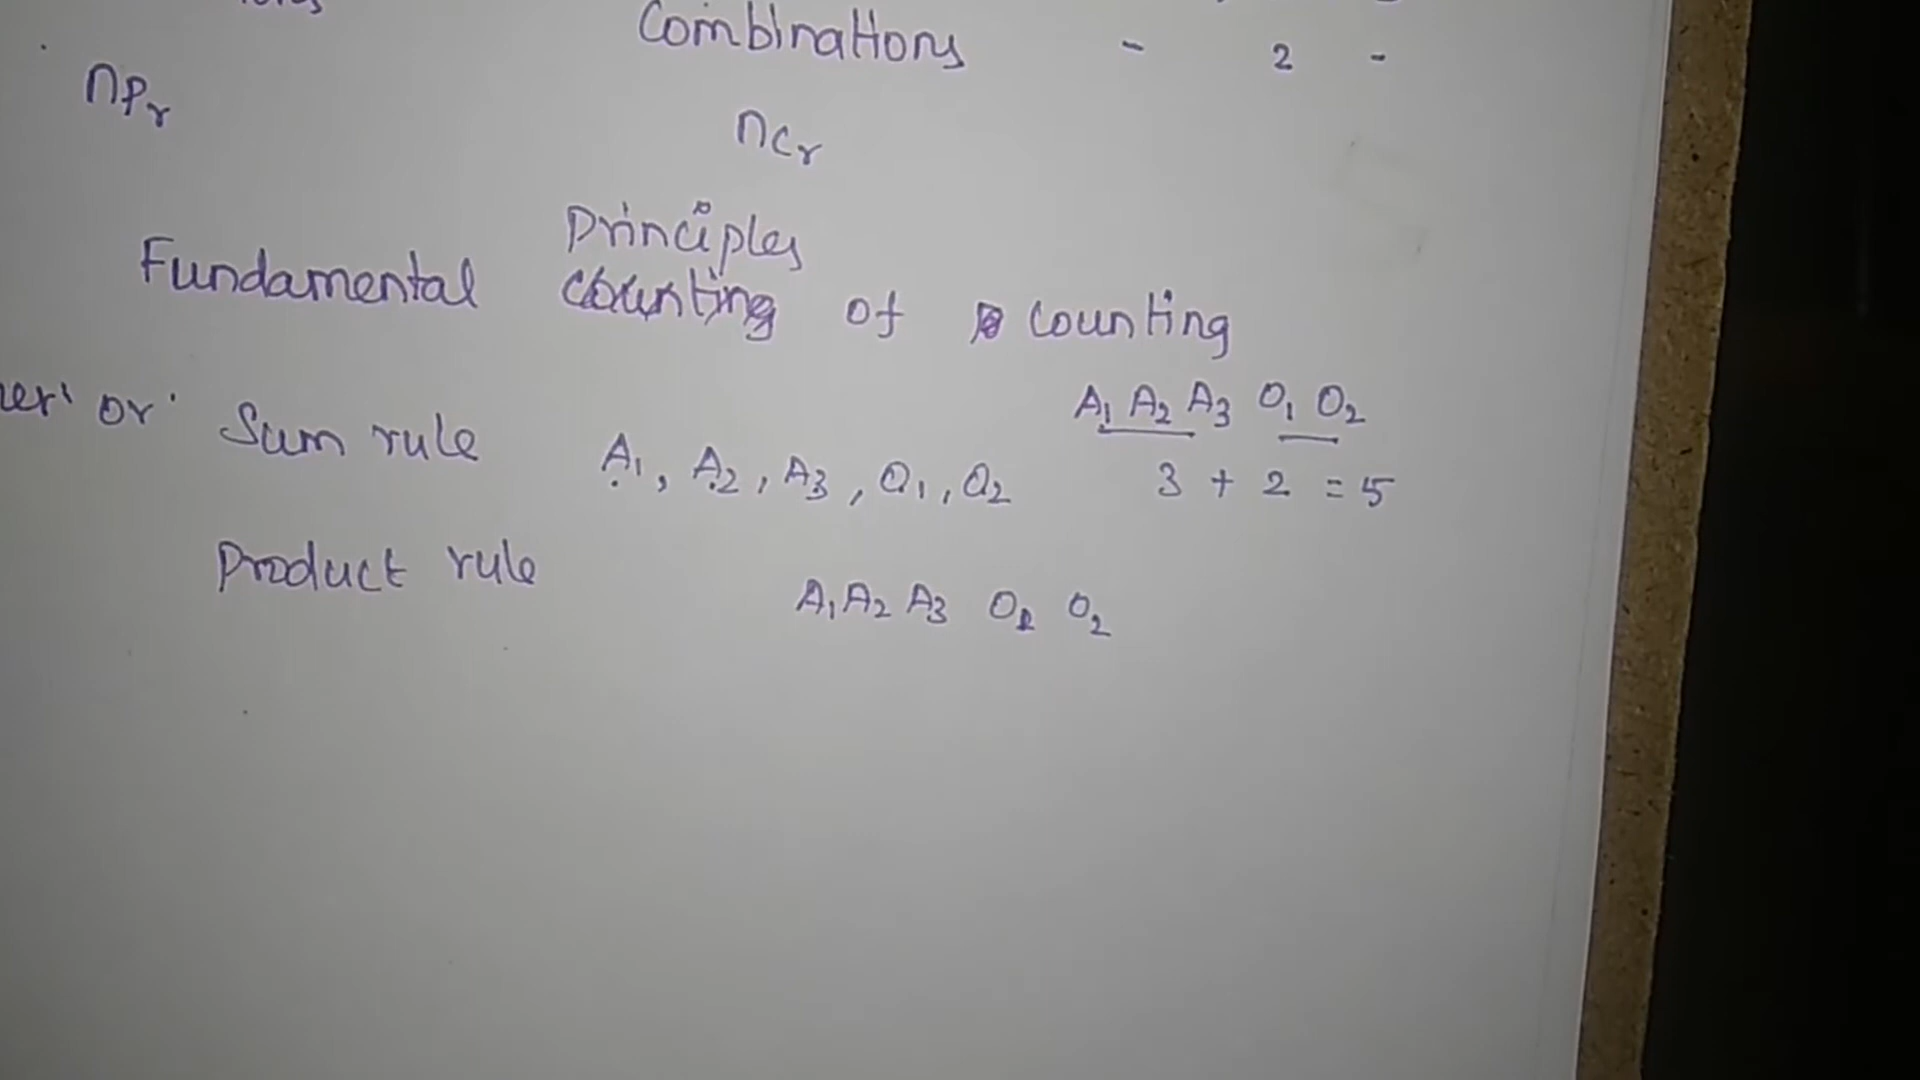 Combinations - 2 -
nPr
nCr
Principles
Fundamental of counting
A1 A2 A3 O1 O2
or Sum rule A1, A2, A3, O1, O2 3 + 2 = 5
Product rule A1 A2 A3 O1 O2